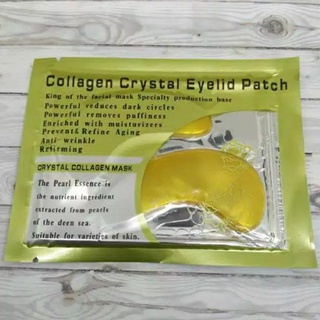 Collagen Crystal Eyelid Patch
King of the facial mask Specialty production base
Powerful reduces dark circles
Powerful removes puffiness
Enriched with moisturizers
Prevent& Refine Aging
Anti wrinkle
Refirming
CRYSTAL COLLAGEN MASK
The Pearl Essence is
the nutrient ingredient
extracted from pearls
of the deen sea.
Suitable for varieties of skin.